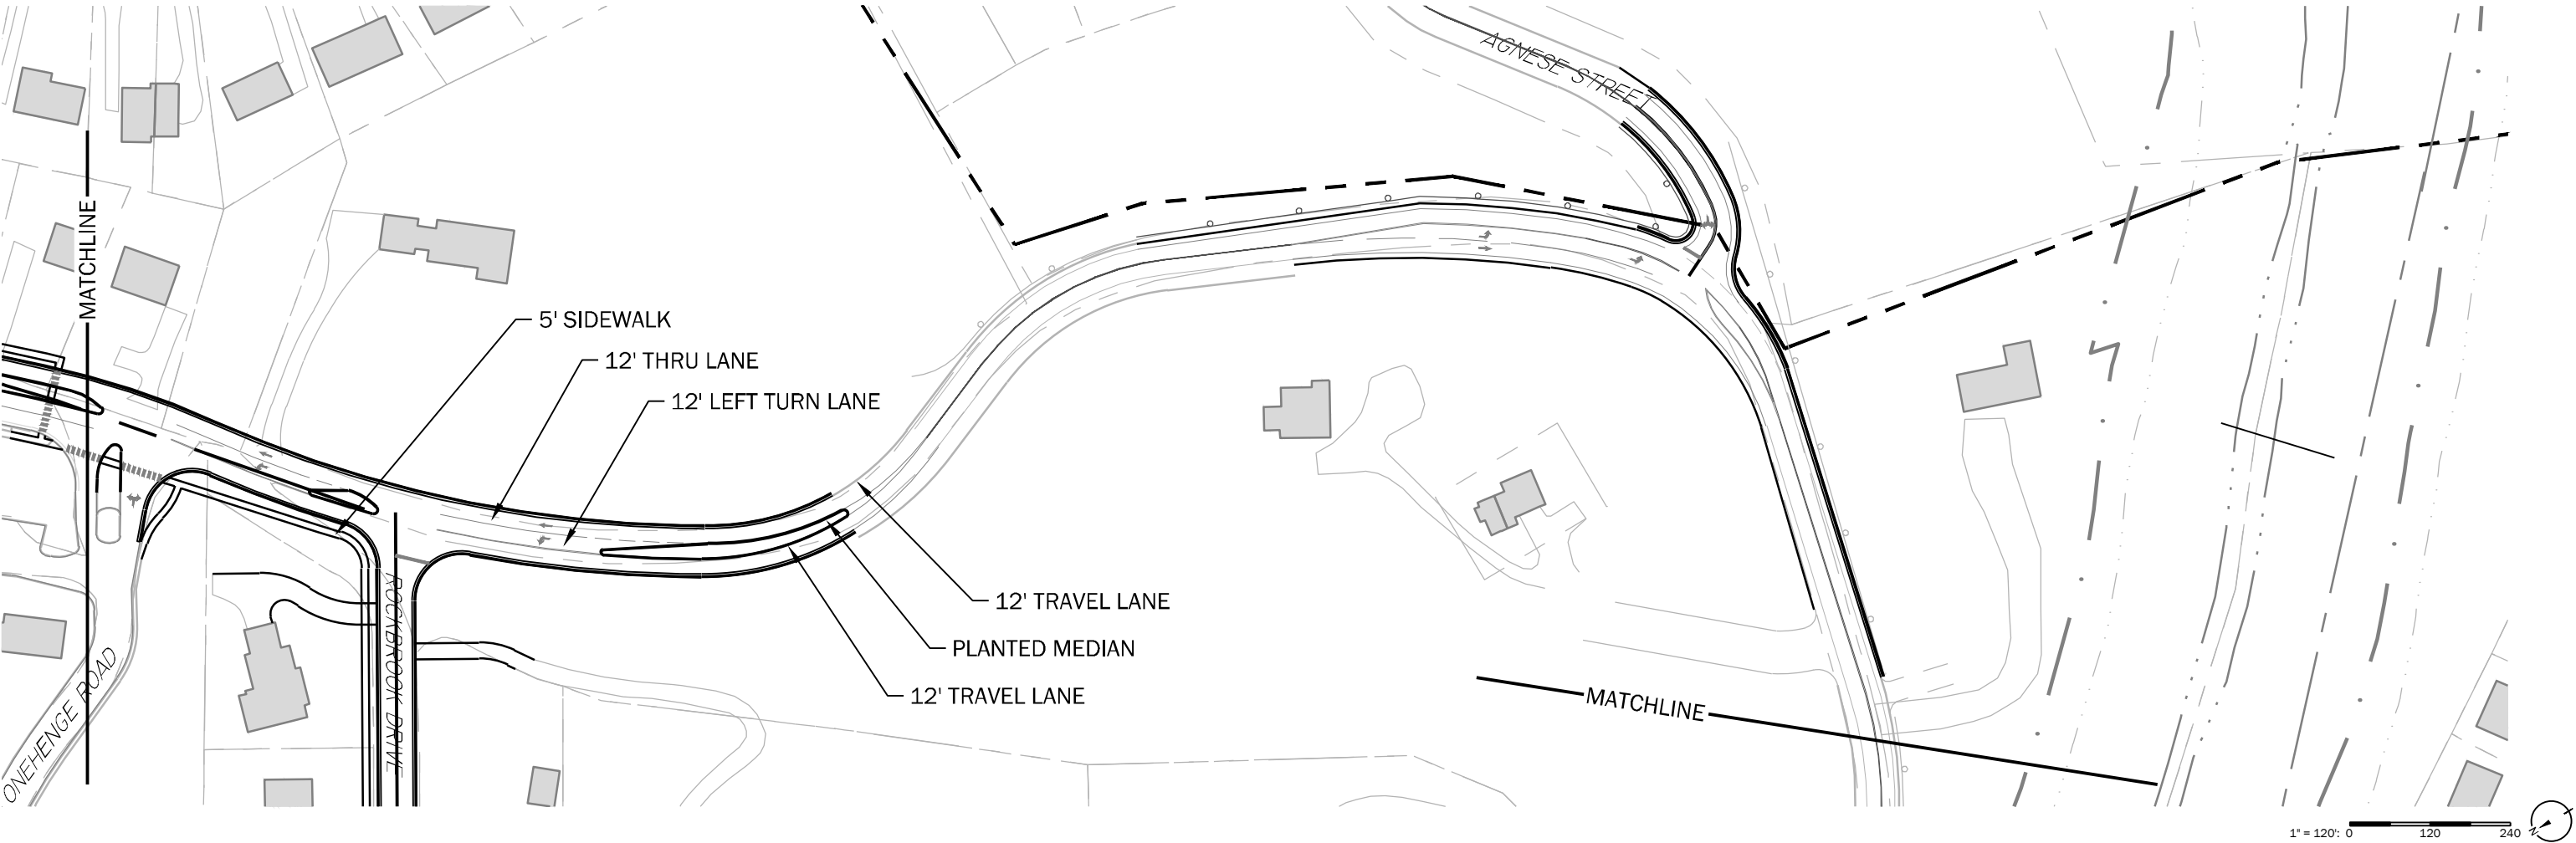 AGNESE STREET
MATCHLINE
5' SIDEWALK
12' THRU LANE
12' LEFT TURN LANE
12' TRAVEL LANE
PLANTED MEDIAN
12' TRAVEL LANE
ONEHENGE ROAD
ROCKBROOK DRIVE
MATCHLINE
1" = 120': 0 120 240
N